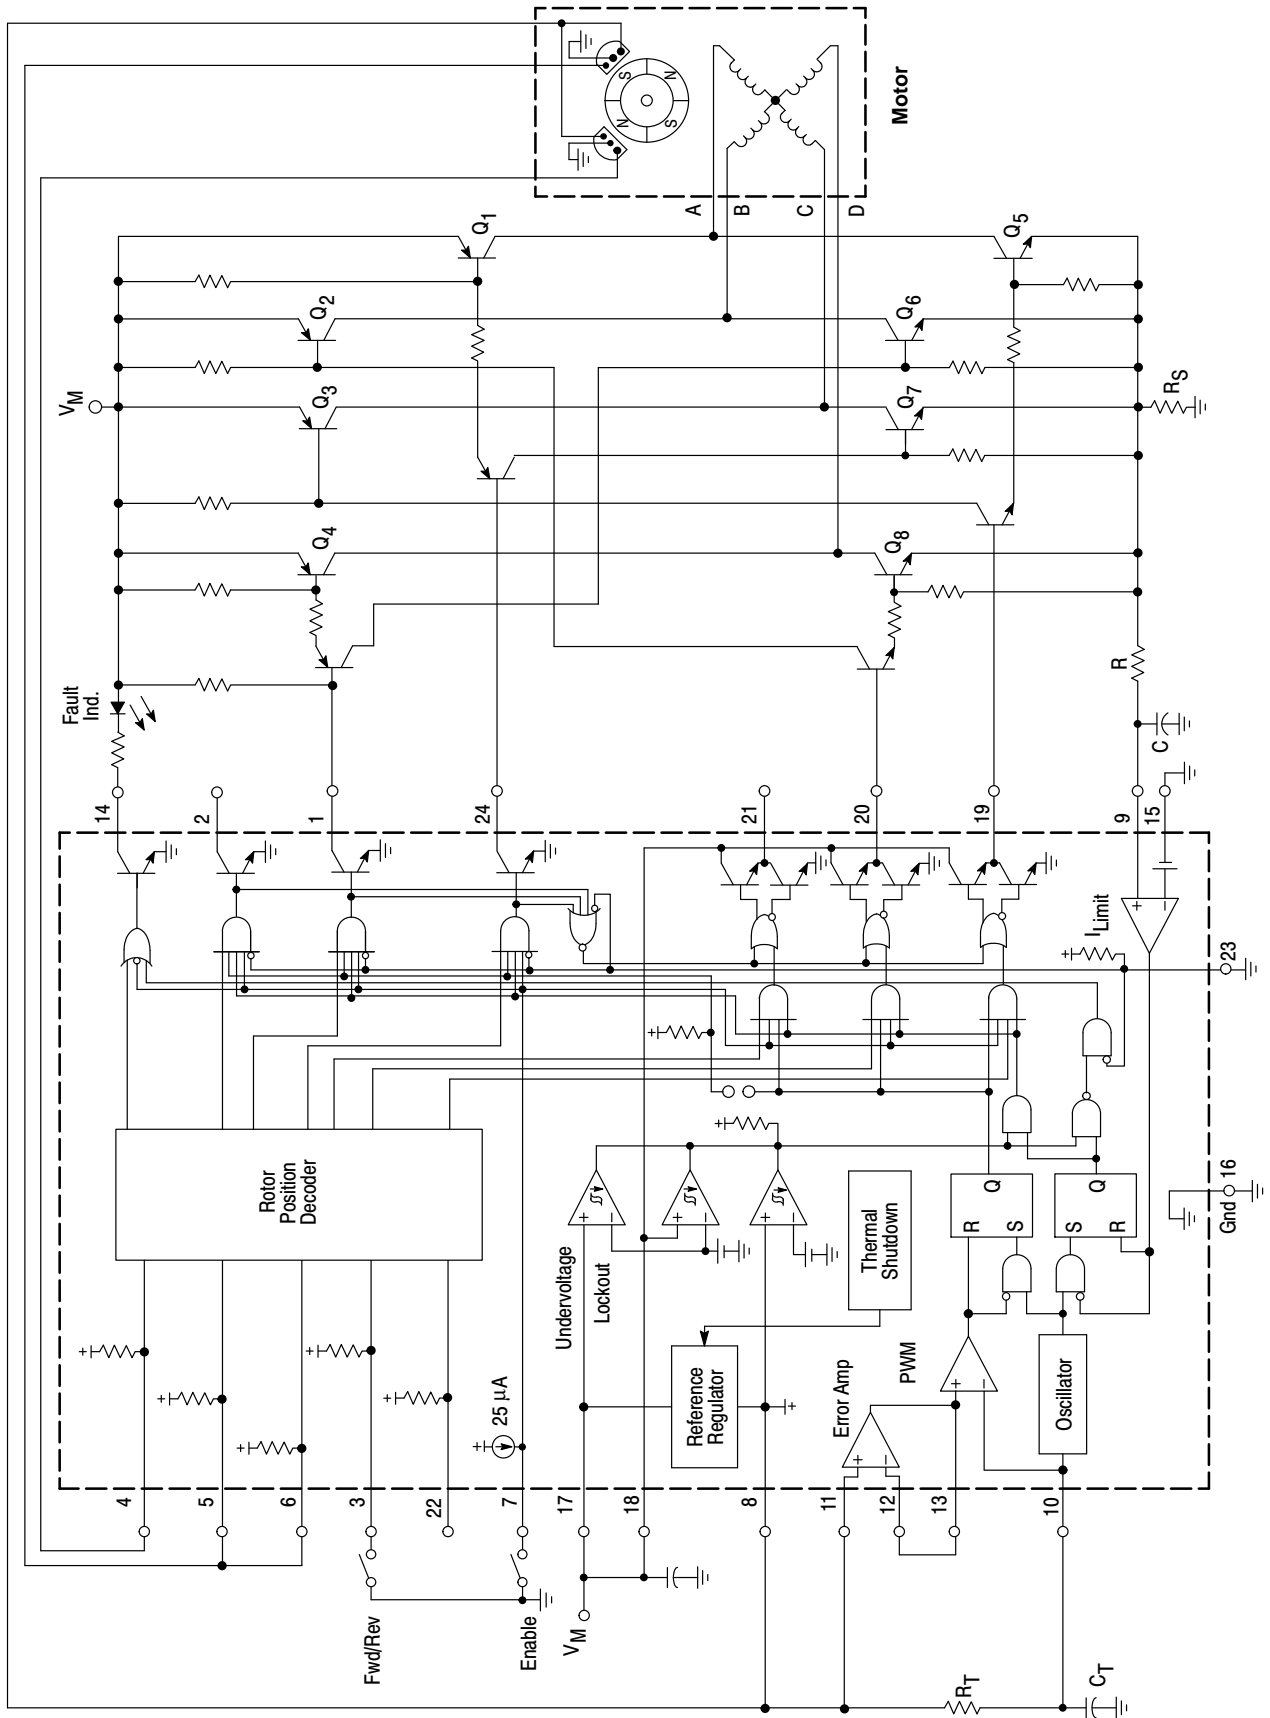 Motor
S
N
N
S
A
B
C
D
Q1
Q5
Q2
Q6
VM
Q3
Q7
RS
Q4
Q8
R
Fault
Ind.
C
14
2
1
24
21
20
19
9
15
+
−
ILimit
+
23
+
Rotor
Position
Decoder
Undervoltage
Lockout
+
−
+
−
+
−
+
Thermal
Shutdown
Reference
Regulator
+
R
Q
S
S
Q
R
Gnd 16
PWM
+
−
Error Amp
+
−
Oscillator
+
+
+
+
+
+
25 µA
4
5
6
3
22
7
17
18
8
11
12
13
10
Fwd/Rev
Enable
VM
RT
CT